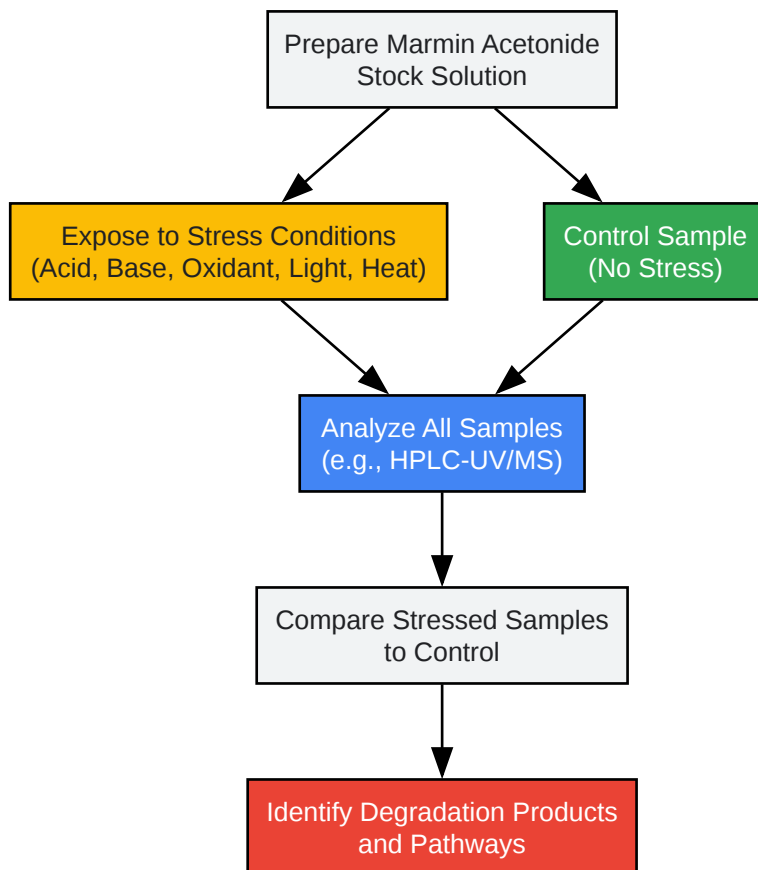 Prepare Marmin Acetonide
Stock Solution
Expose to Stress Conditions
(Acid, Base, Oxidant, Light, Heat)
Control Sample
(No Stress)
Analyze All Samples
(e.g., HPLC-UV/MS)
Compare Stressed Samples
to Control
Identify Degradation Products
and Pathways